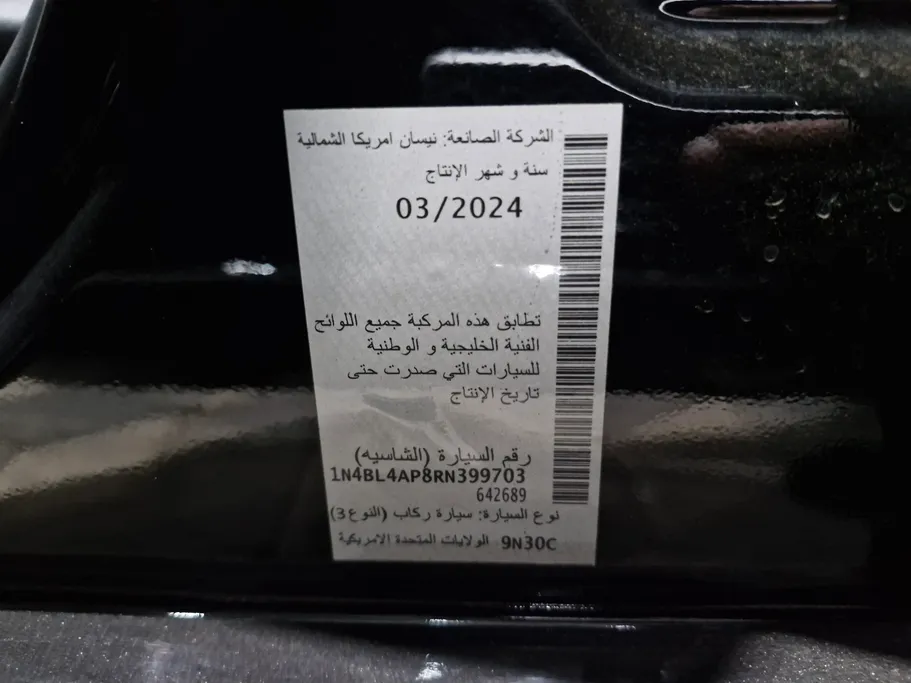 الشركة الصانعة: نيسان امريكا الشمالية
سنة و شهر الإنتاج
03/2024
تطابق هذه المركبة جميع اللوائح
الفنية الخليجية و الوطنية
للسيارات التي صدرت حتى
تاريخ الإنتاج
رقم السيارة (الشاسيه)
1N4BL4AP8RN399703
642689
نوع السيارة: سيارة ركاب (النوع 3)
9N30C الولايات المتحدة الامريكية